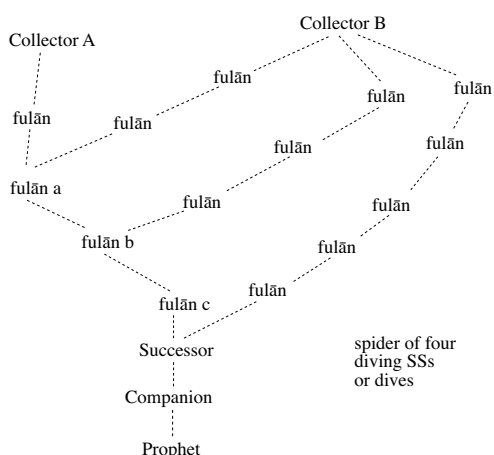 Collector B
Collector A
fulān
fulān
fulān
fulān
fulān
fulān
fulān
fulān
fulān a
fulān
fulān
fulān b
fulān
fulān
fulān c
Successor
spider of four
diving SSs
or dives
Companion
Prophet